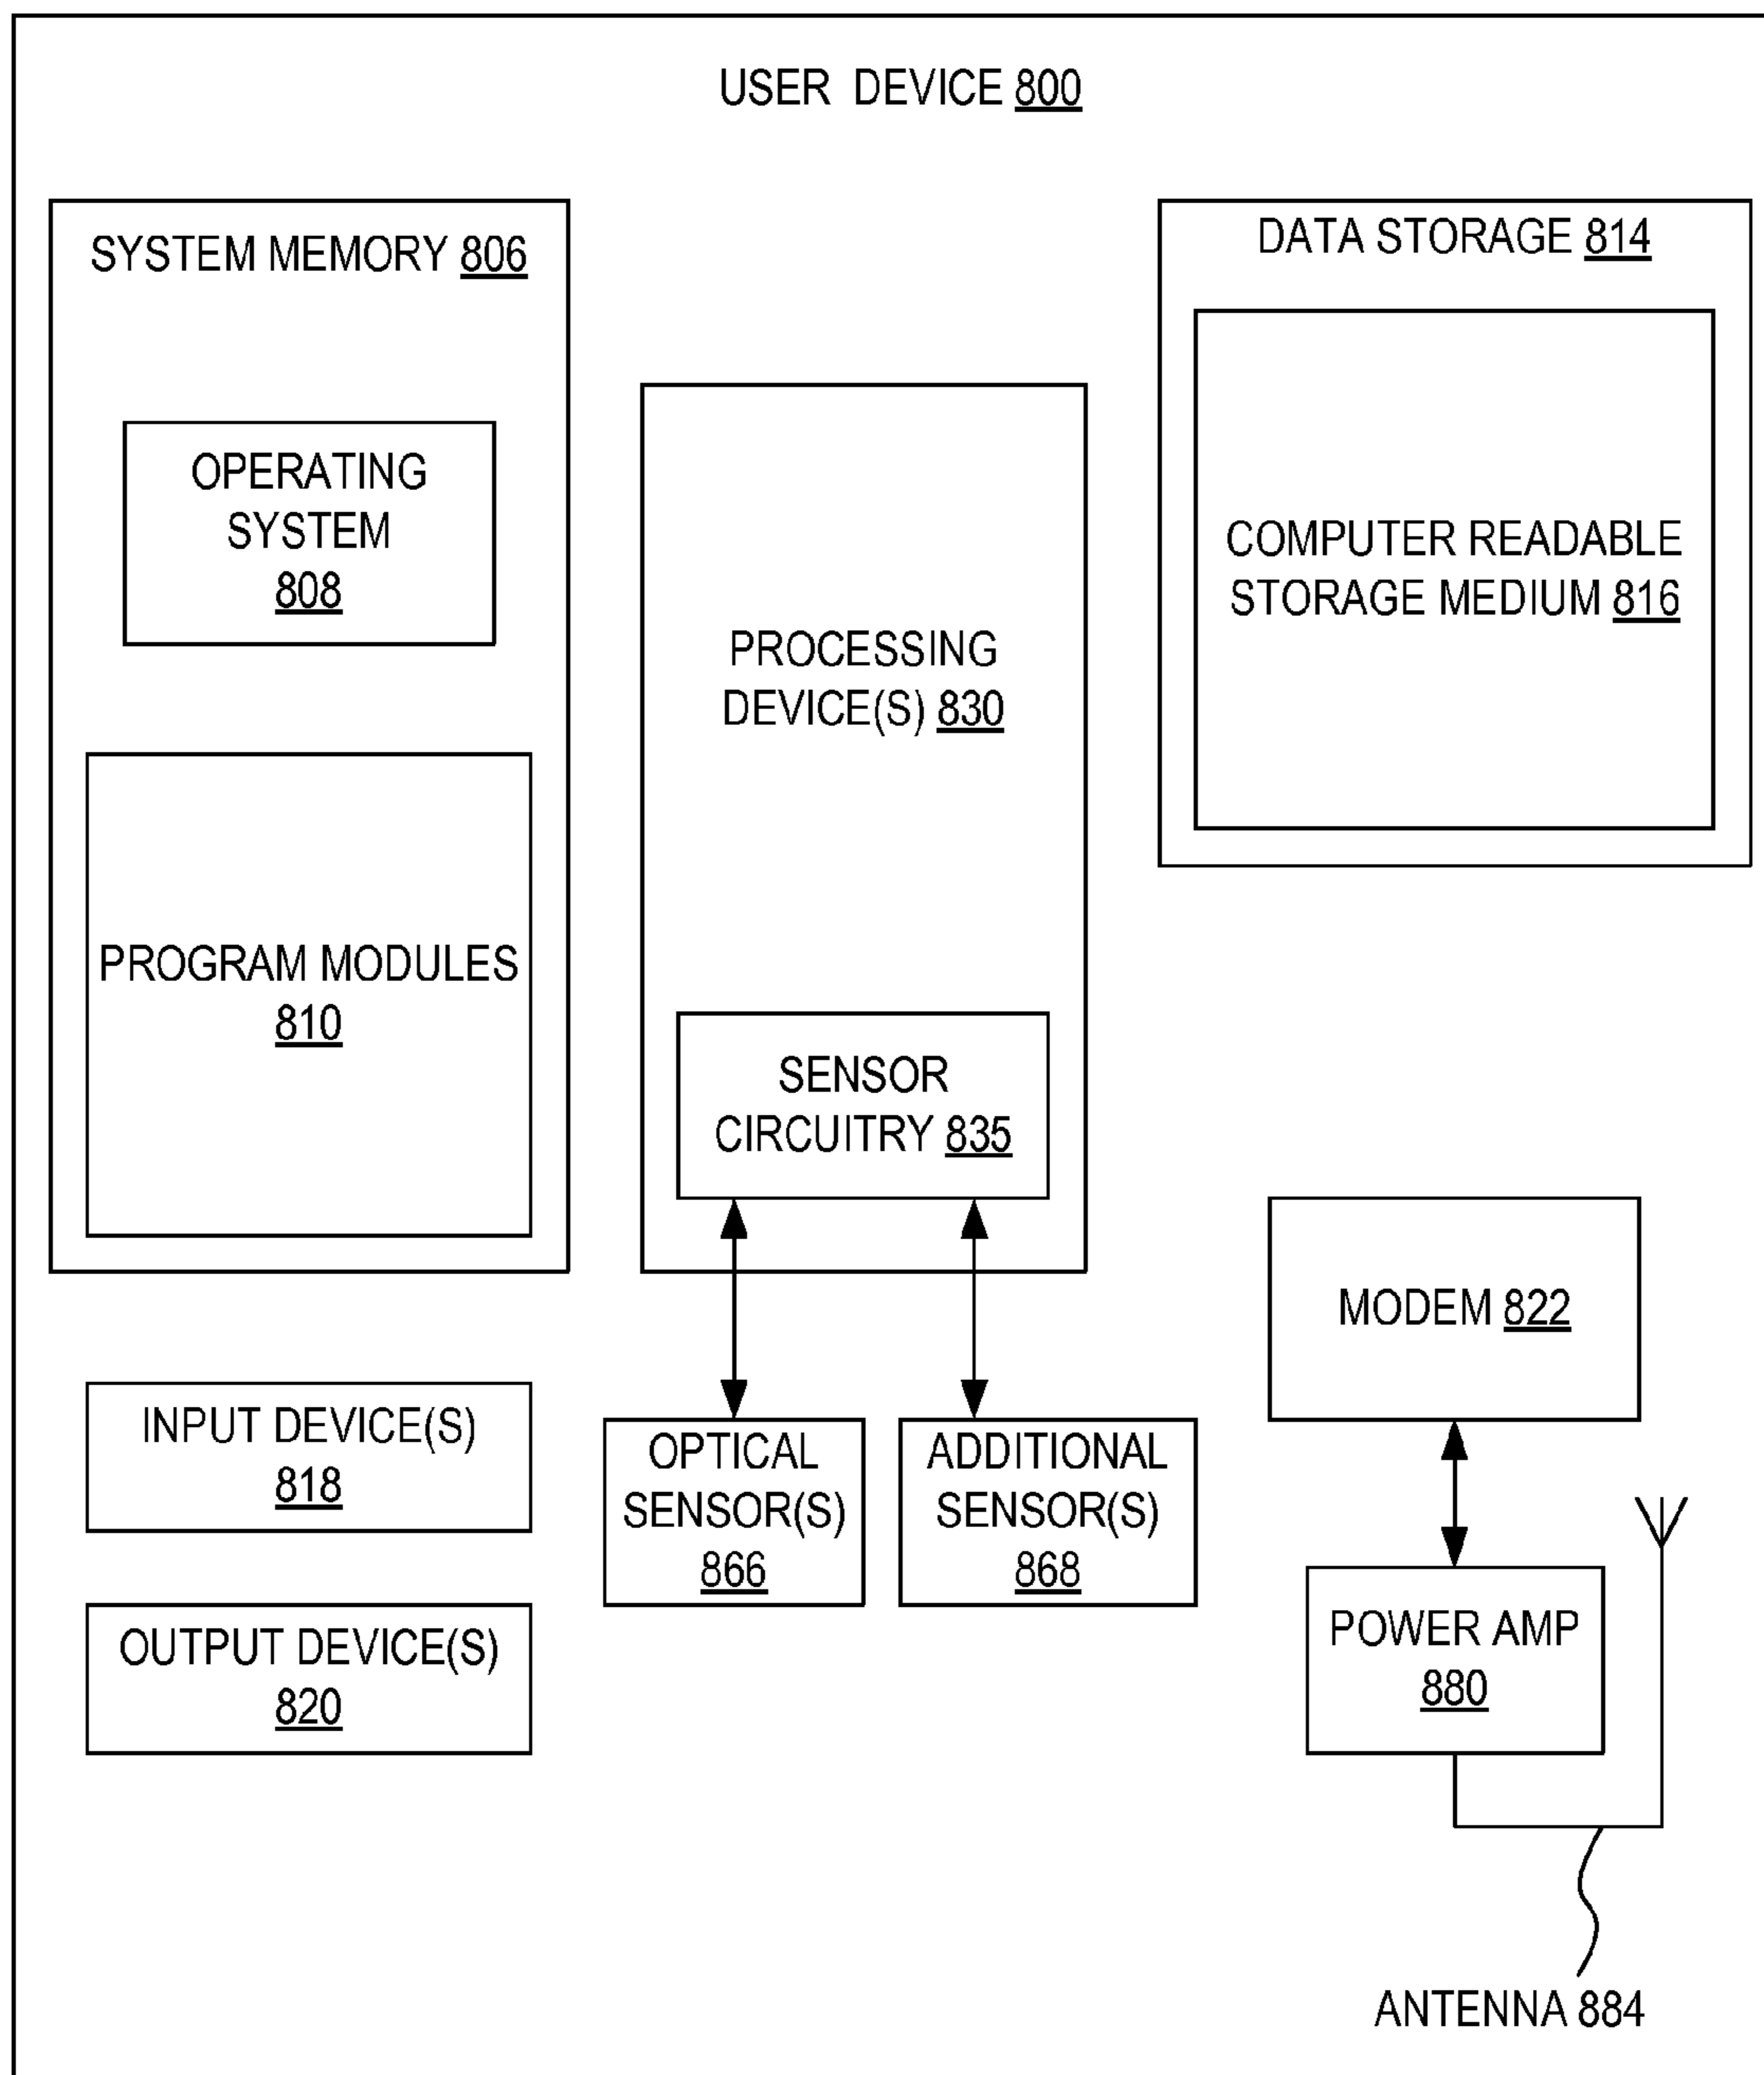 USER DEVICE 800
SYSTEM MEMORY 806
OPERATING
SYSTEM
808
PROGRAM MODULES
810
PROCESSING
DEVICE(S) 830
SENSOR
CIRCUITRY 835
DATA STORAGE 814
COMPUTER READABLE
STORAGE MEDIUM 816
MODEM 822
INPUT DEVICE(S)
818
OUTPUT DEVICE(S)
820
OPTICAL
SENSOR(S)
866
ADDITIONAL
SENSOR(S)
868
POWER AMP
880
ANTENNA 884